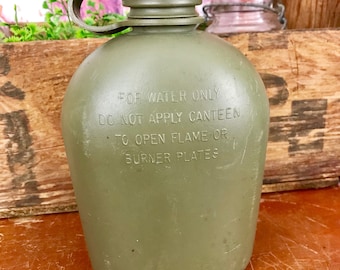 FOR WATER ONLY
DO NOT APPLY CANTEEN
TO OPEN FLAME OR
BURNER PLATES